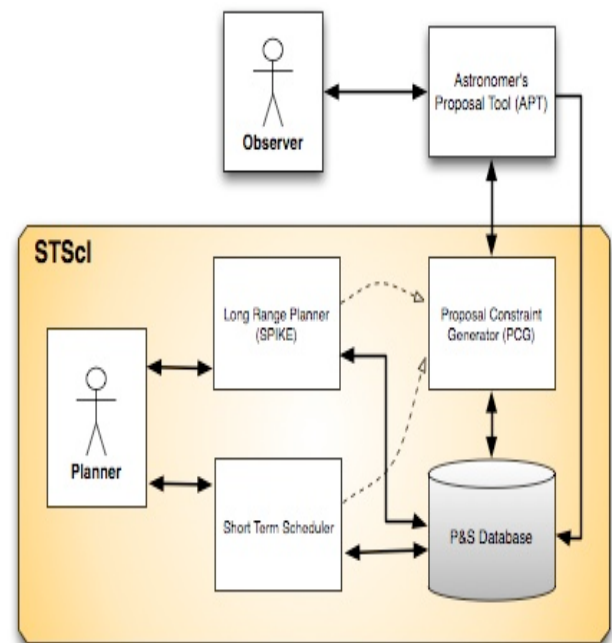 Observer
Astronomer's
Proposal Tool (APT)
STScI
Long Range Planner
(SPIKE)
Proposal Constraint
Generator (PCG)
Planner
Short Term Scheduler
P&S Database